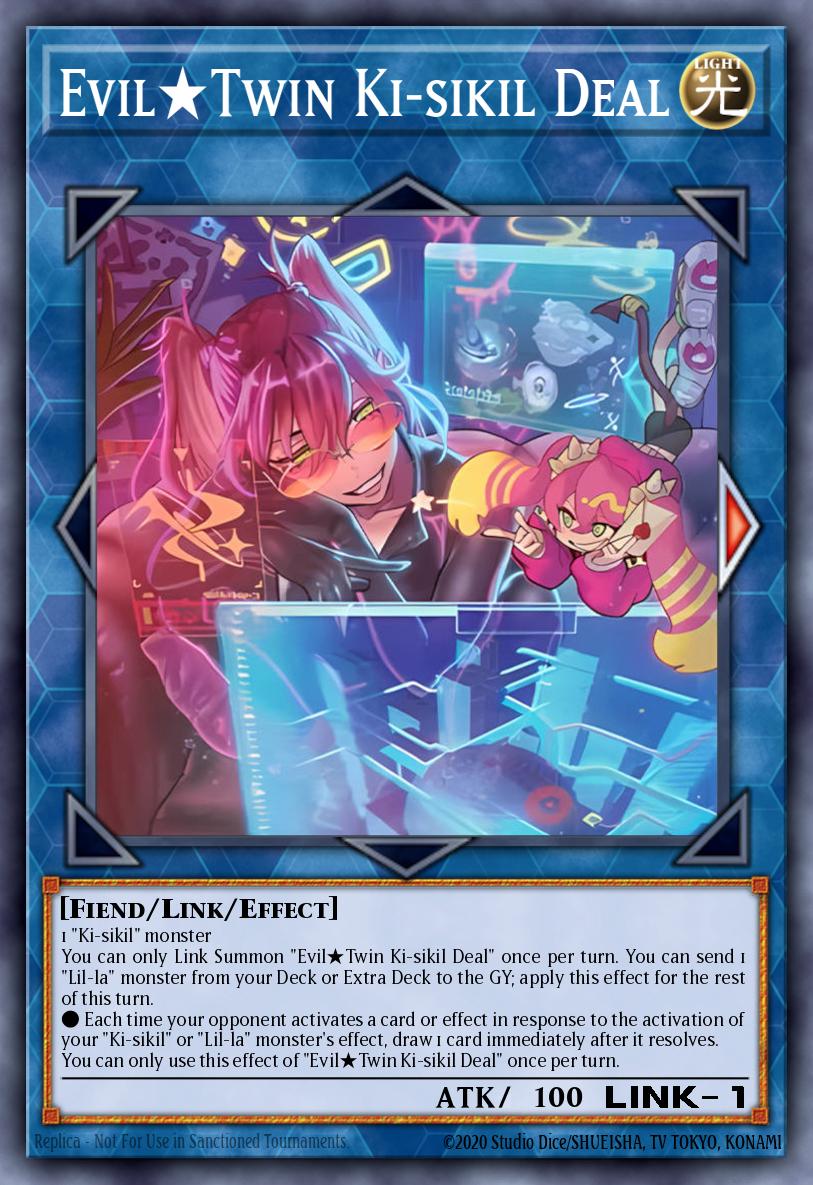 Evil★Twin Ki-sikil Deal
LIGHT
光
[Fiend/Link/Effect]
1 "Ki-sikil" monster
You can only Link Summon "Evil★Twin Ki-sikil Deal" once per turn. You can send 1
"Lil-la" monster from your Deck or Extra Deck to the GY; apply this effect for the rest
of this turn.
● Each time your opponent activates a card or effect in response to the activation of
your "Ki-sikil" or "Lil-la" monster's effect, draw 1 card immediately after it resolves.
You can only use this effect of "Evil★Twin Ki-sikil Deal" once per turn.
ATK/ 100 LINK-1
Replica - Not For Use in Sanctioned Tournaments. ©2020 Studio Dice/SHUEISHA, TV TOKYO, KONAMI